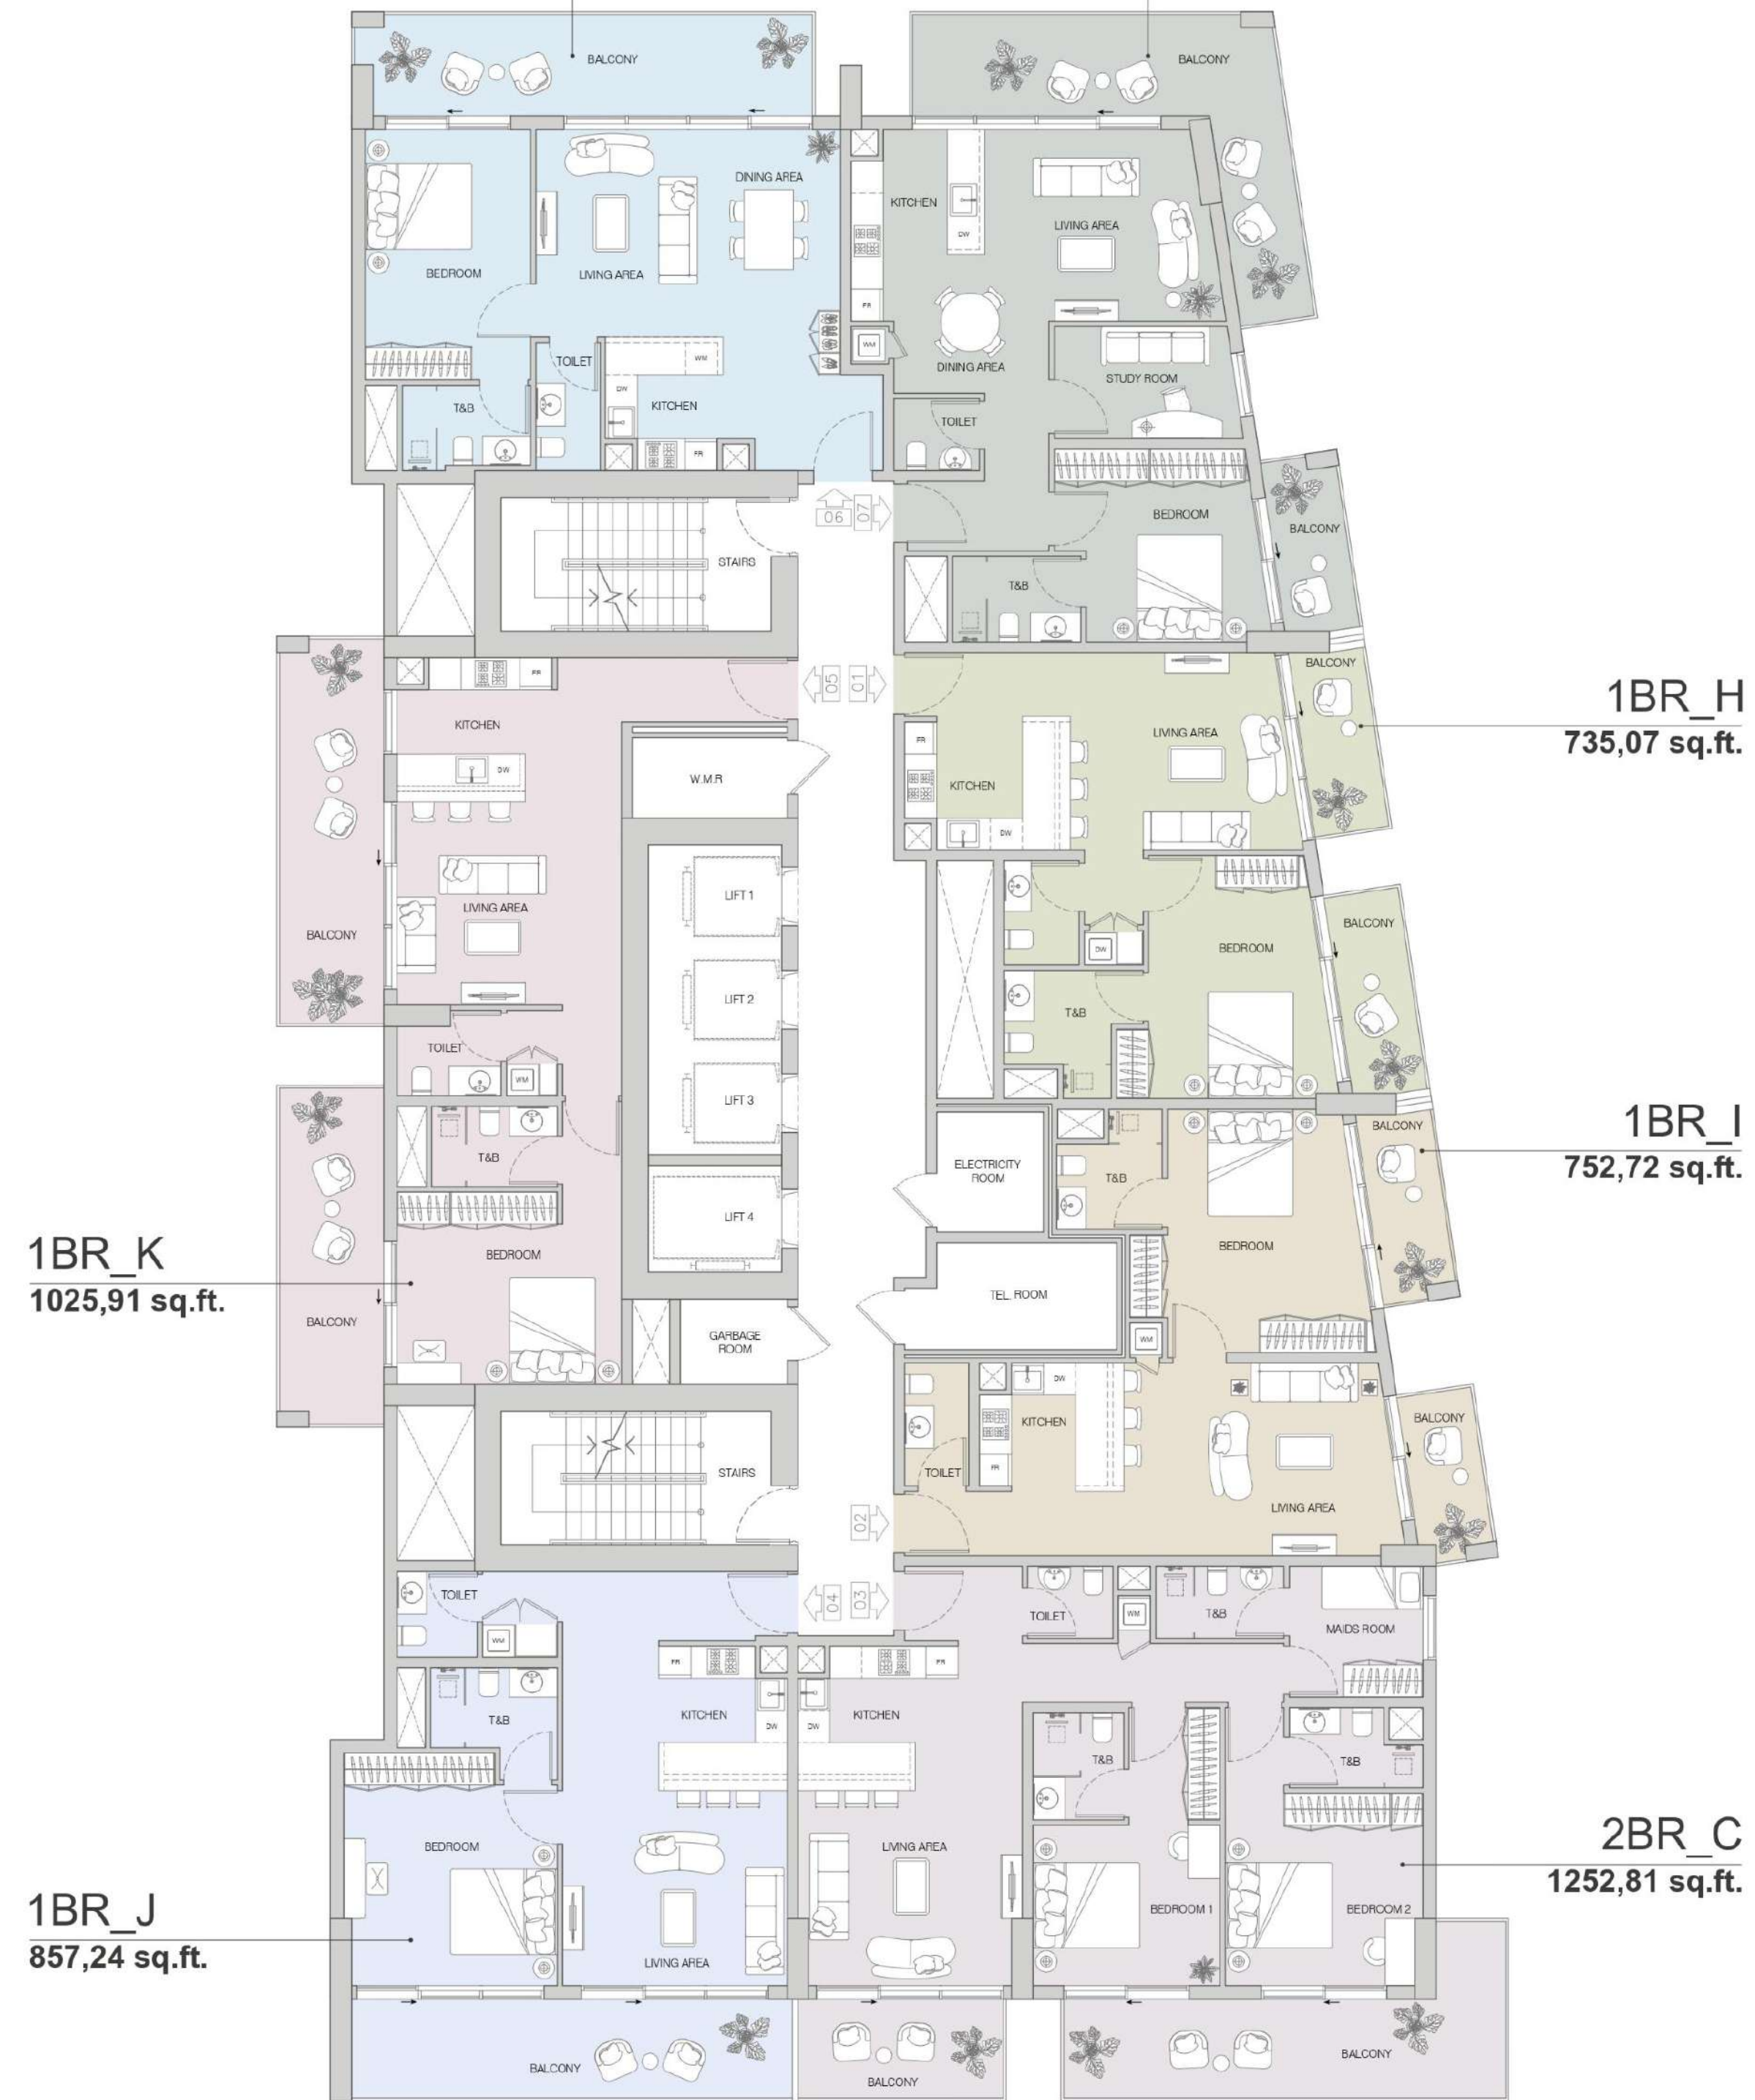 BALCONY
BALCONY
DINING AREA
KITCHEN
LIVING AREA
DW
BEDROOM
LIVING AREA
FR
WM
TOILET
WM
DINING AREA
STUDY ROOM
DW
T&B
KITCHEN
TOILET
FR
BEDROOM
06
07
BALCONY
STAIRS
T&B
BALCONY
05
01
FR
KITCHEN
LIVING AREA
1BR_H
735,07 sq.ft.
FR
DW
W.M.R
KITCHEN
DW
LIFT 1
LIVING AREA
BALCONY
BALCONY
BEDROOM
DW
LIFT 2
T&B
TOILET
WM
LIFT 3
1BR_I
752,72 sq.ft.
BALCONY
T&B
ELECTRICITY
ROOM
T&B
LIFT 4
BEDROOM
1BR_K
1025,91 sq.ft.
BEDROOM
TEL. ROOM
BALCONY
GARBAGE
ROOM
WM
DW
KITCHEN
BALCONY
FR
STAIRS
TOILET
LIVING AREA
02
TOILET
04
03
TOILET
WM
T&B
MAIDS ROOM
WM
FR
FR
T&B
KITCHEN
KITCHEN
DW
DW
T&B
T&B
BEDROOM
LIVING AREA
2BR_C
1252,81 sq.ft.
1BR_J
857,24 sq.ft.
BEDROOM 1
BEDROOM 2
LIVING AREA
BALCONY
BALCONY
BALCONY